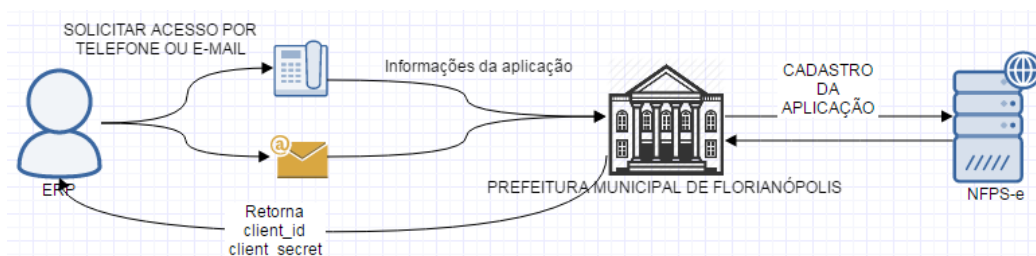 SOLICITAR ACESSO POR
TELEFONE OU E-MAIL
Informações da aplicação
CADASTRO
DA
APLICAÇÃO
@
ERP
PREFEITURA MUNICIPAL DE FLORIANÓPOLIS
NFPS-e
Retorna
client_id
client_secret